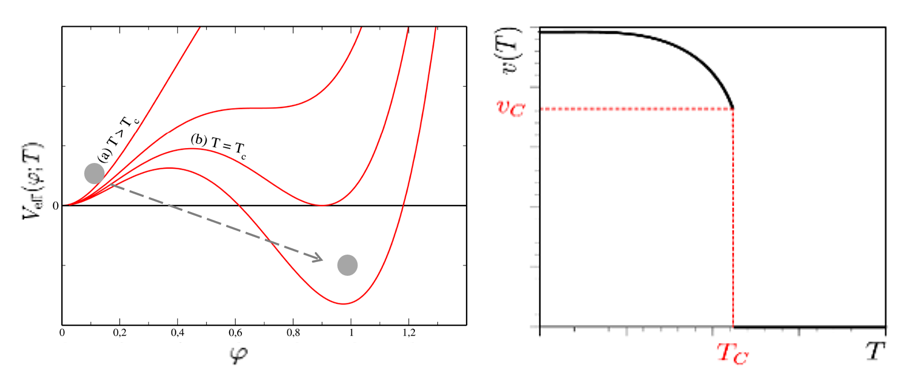 V_eff(φ;T)
0
(a) T > T_c
(b) T = T_c
0 0,2 0,4 0,6 0,8 1 1,2
φ
v(T)
v_C
T_C
T